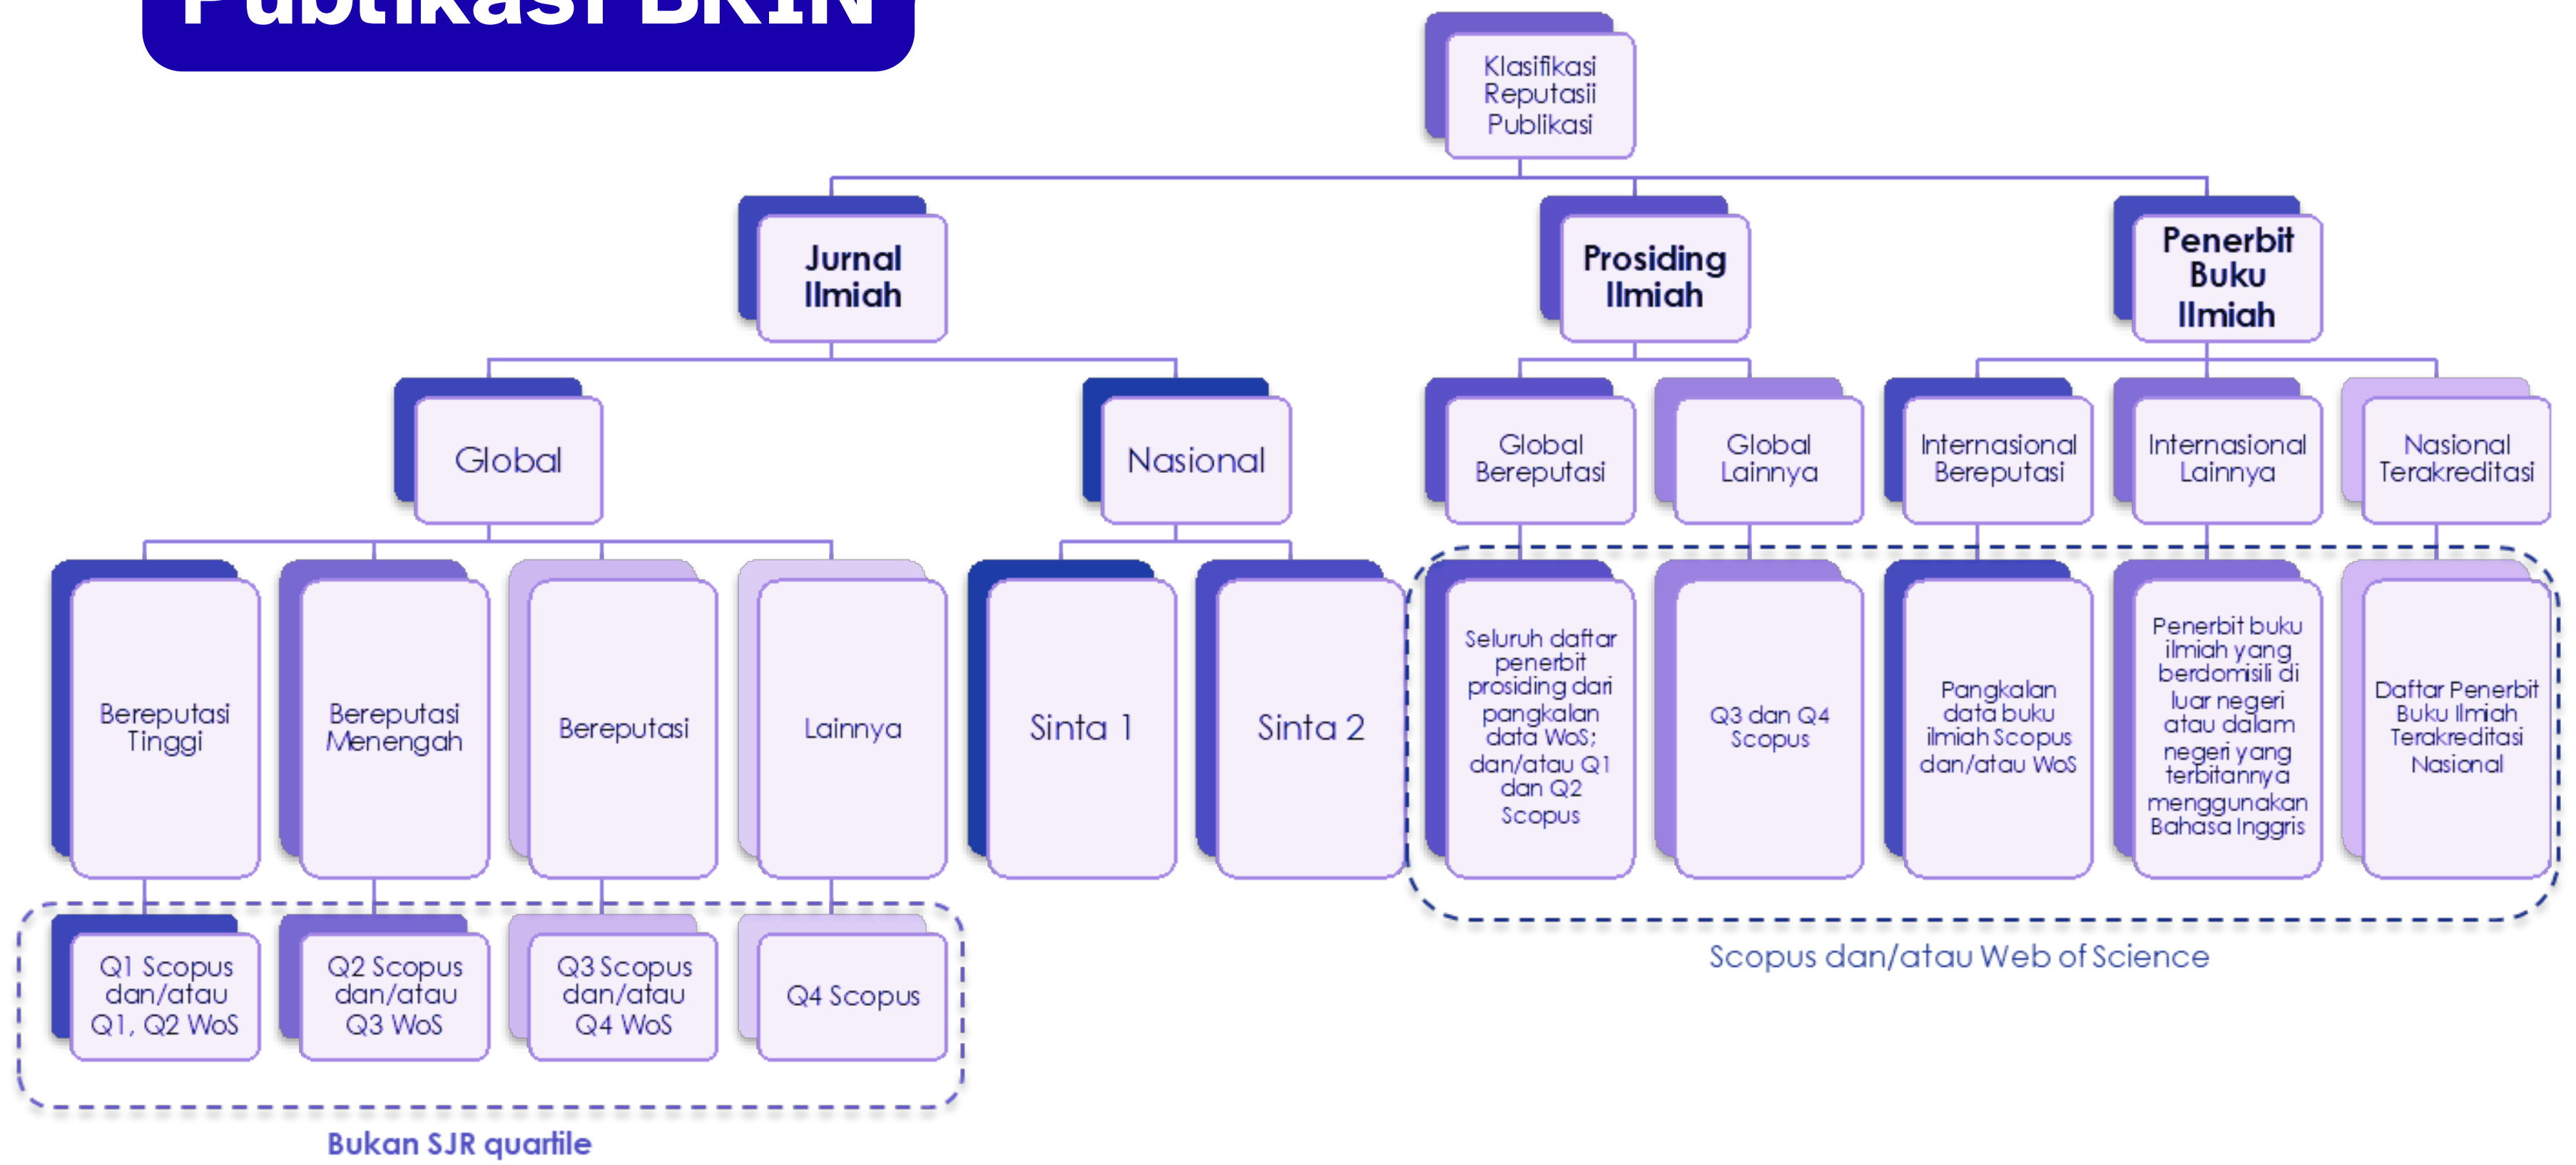 Publikasi BRIN
Klasifikasi
Reputasii
Publikasi
Jurnal
Ilmiah
Prosiding
Ilmiah
Penerbit
Buku
Ilmiah
Global
Nasional
Global
Bereputasi
Global
Lainnya
Internasional
Bereputasi
Internasional
Lainnya
Nasional
Terakreditasi
Bereputasi
Tinggi
Bereputasi
Menengah
Bereputasi
Lainnya
Sinta 1
Sinta 2
Seluruh daftar
penerbit
prosiding dari
pangkalan
data WoS;
dan/atau Q1
dan Q2
Scopus
Q3 dan Q4
Scopus
Pangkalan
data buku
ilmiah Scopus
dan/atau WoS
Penerbit buku
ilmiah yang
berdomisili di
luar negeri
atau dalam
negeri yang
terbitannya
menggunakan
Bahasa Inggris
Daftar Penerbit
Buku Ilmiah
Terakreditasi
Nasional
Q1 Scopus
dan/atau
Q1, Q2 WoS
Q2 Scopus
dan/atau
Q3 WoS
Q3 Scopus
dan/atau
Q4 WoS
Q4 Scopus
Scopus dan/atau Web of Science
Bukan SJR quartile